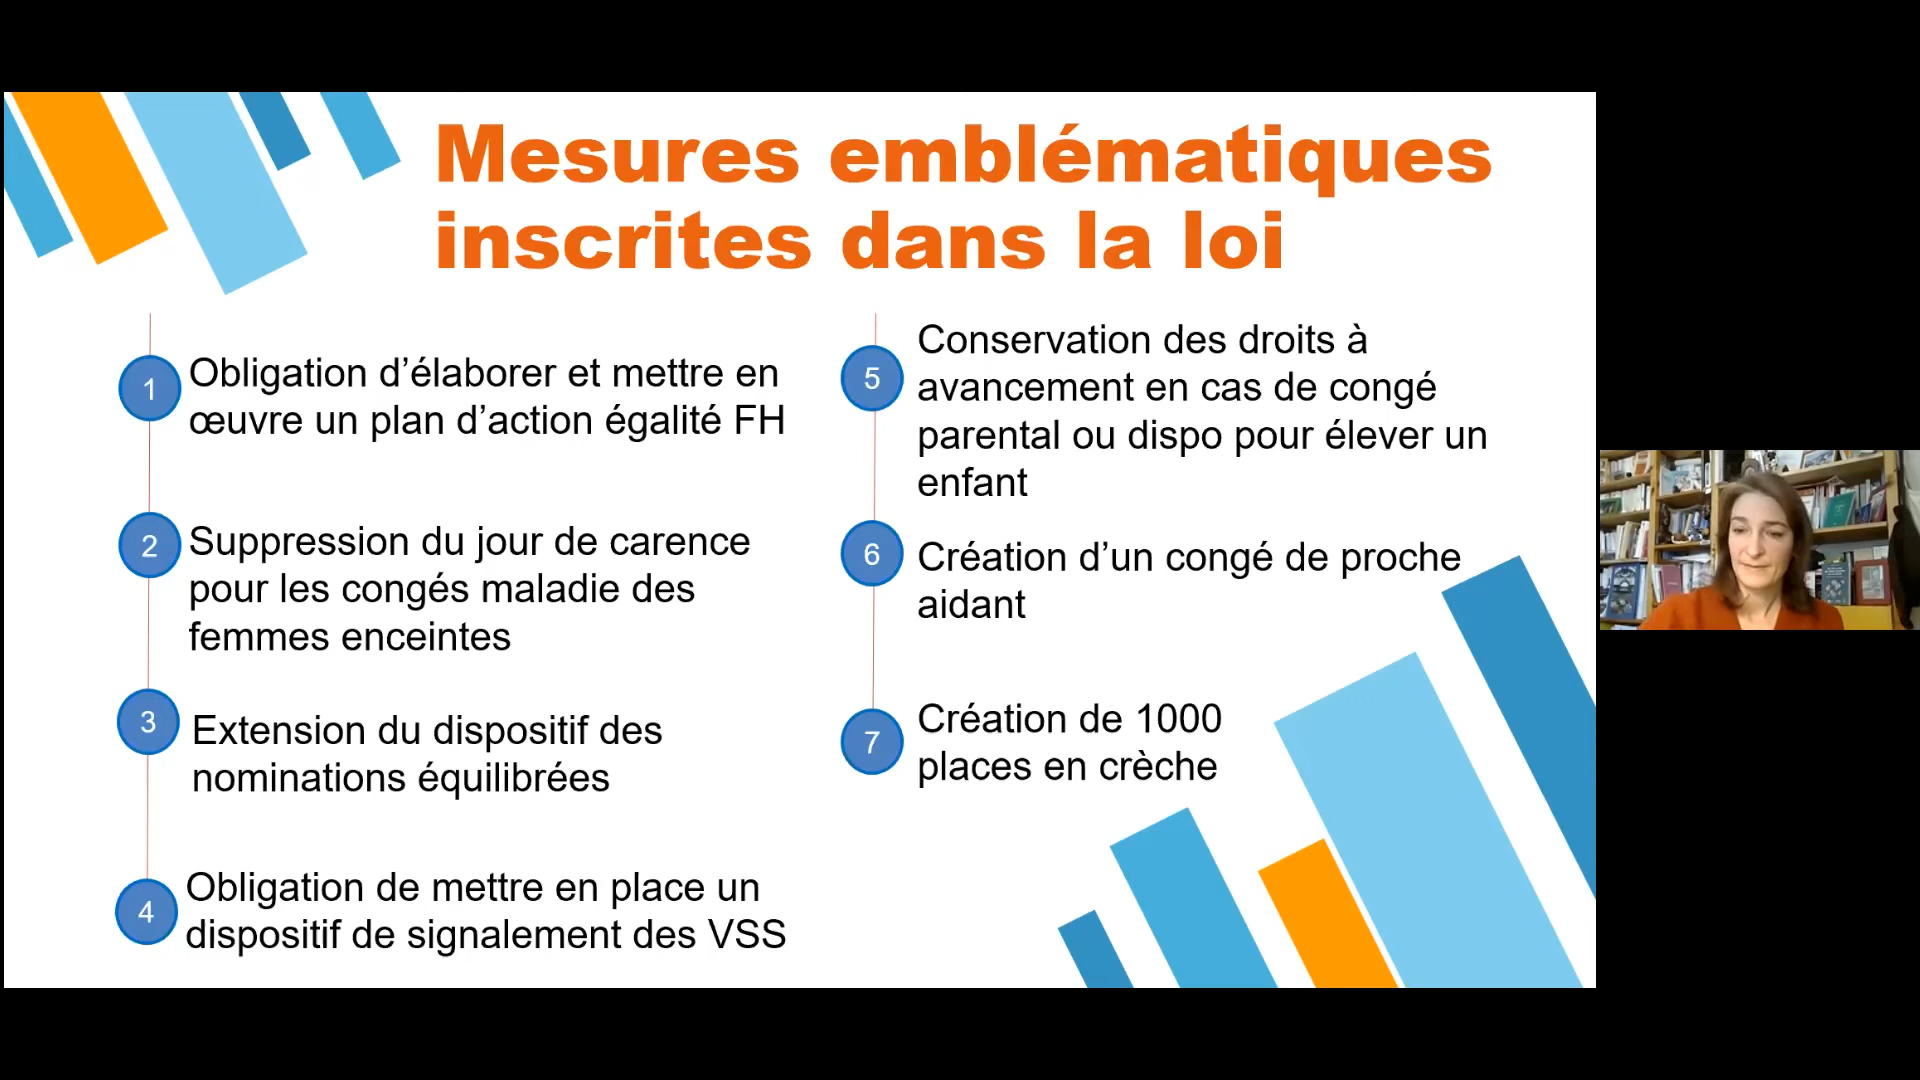 Mesures emblématiques
inscrites dans la loi
1
Obligation d’élaborer et mettre en
œuvre un plan d’action égalité FH
2
Suppression du jour de carence
pour les congés maladie des
femmes enceintes
3
Extension du dispositif des
nominations équilibrées
4
Obligation de mettre en place un
dispositif de signalement des VSS
5
Conservation des droits à
avancement en cas de congé
parental ou dispo pour élever un
enfant
6
Création d’un congé de proche
aidant
7
Création de 1000
places en crèche